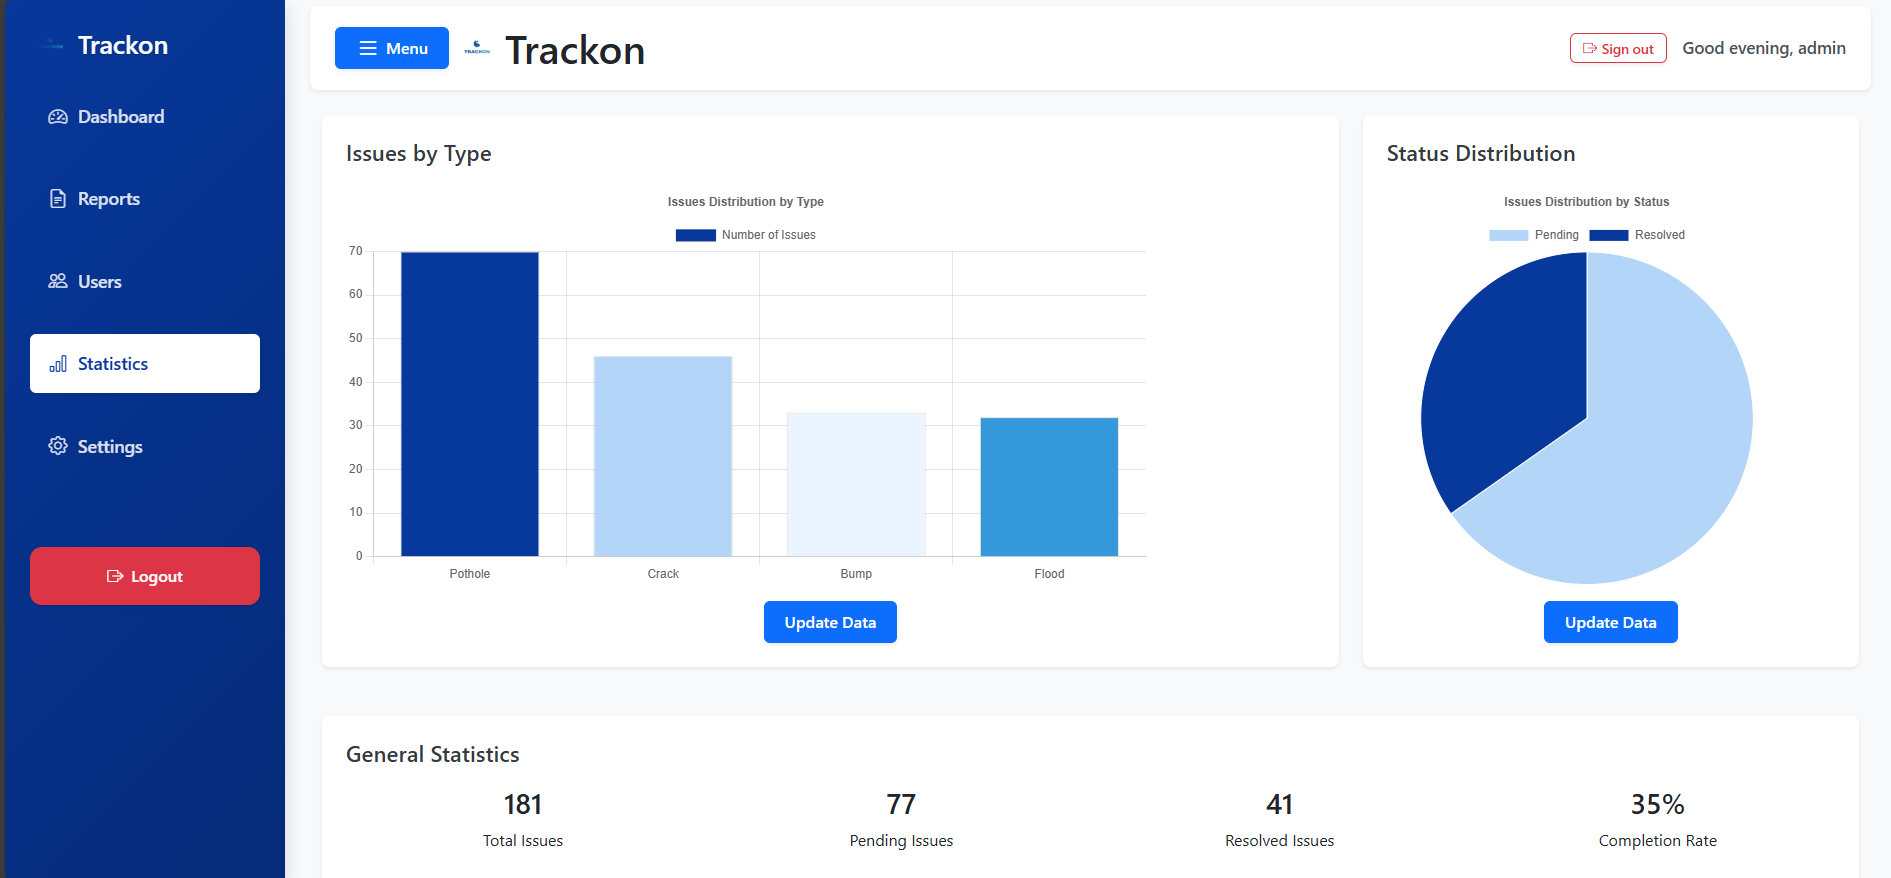 Trackon
Dashboard
Reports
Users
Statistics
Settings
Logout
Menu
TRACKON
Trackon
Sign out
Good evening, admin
Issues by Type
Issues Distribution by Type
Number of Issues
70
60
50
40
30
20
10
0
Pothole
Crack
Bump
Flood
Update Data
Status Distribution
Issues Distribution by Status
Pending
Resolved
Update Data
General Statistics
181
Total Issues
77
Pending Issues
41
Resolved Issues
35%
Completion Rate